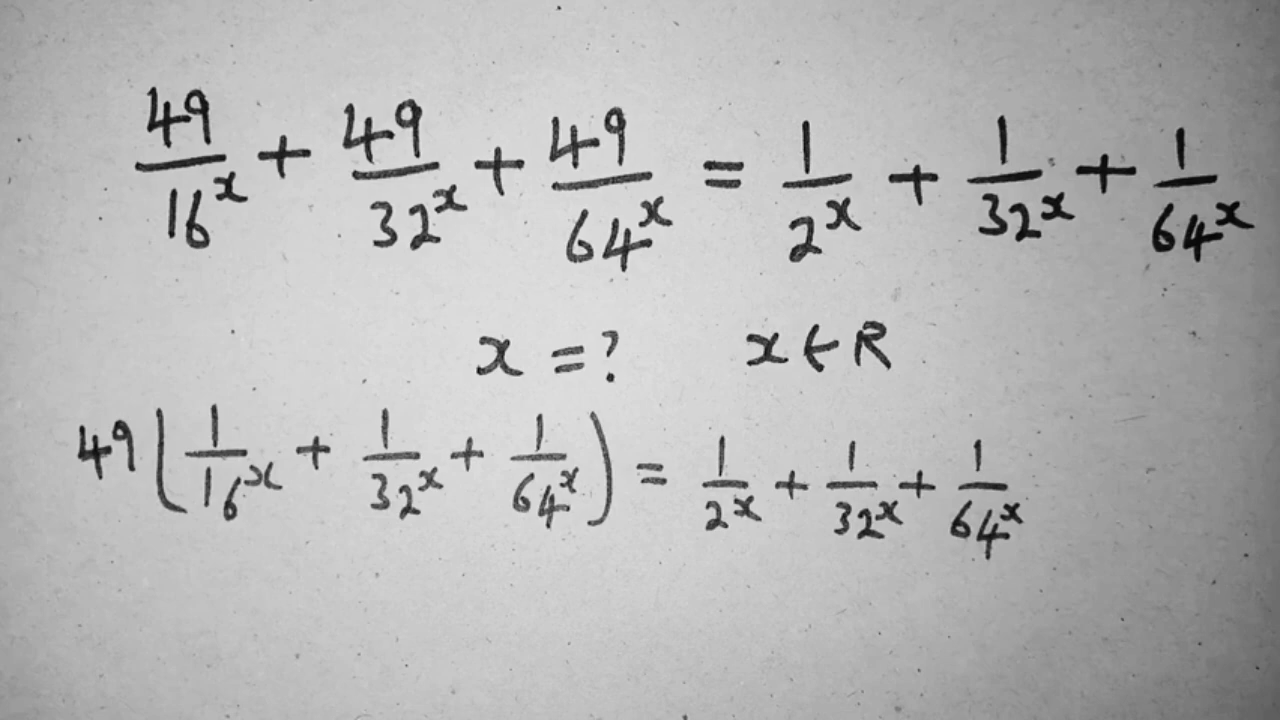 49/16^x + 49/32^x + 49/64^x = 1/2^x + 1/32^x + 1/64^x
x = ? x ∈ R
49(1/16^x + 1/32^x + 1/64^x) = 1/2^x + 1/32^x + 1/64^x